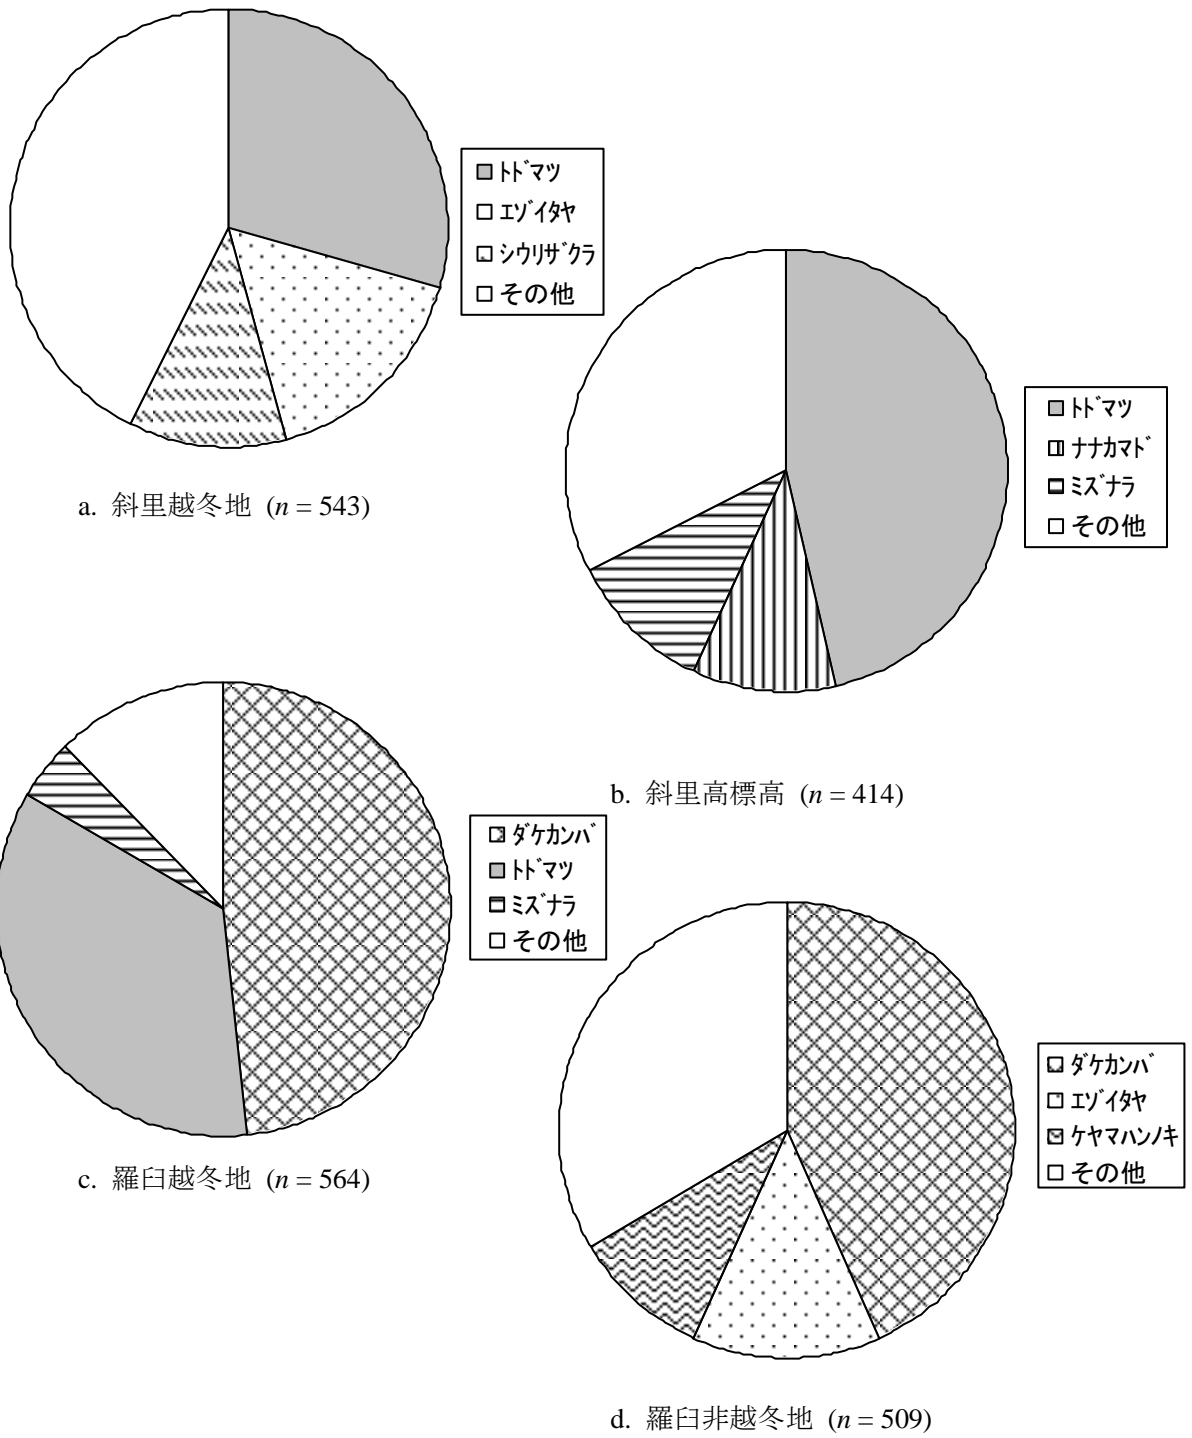 トドマツ
エゾイタヤ
シウリザクラ
その他
a. 斜里越冬地 (n = 543)
トドマツ
ナナカマド
ミズナラ
その他
b. 斜里高標高 (n = 414)
ダケカンバ
トドマツ
ミズナラ
その他
c. 羅臼越冬地 (n = 564)
ダケカンバ
エゾイタヤ
ケヤマハンノキ
その他
d. 羅臼非越冬地 (n = 509)